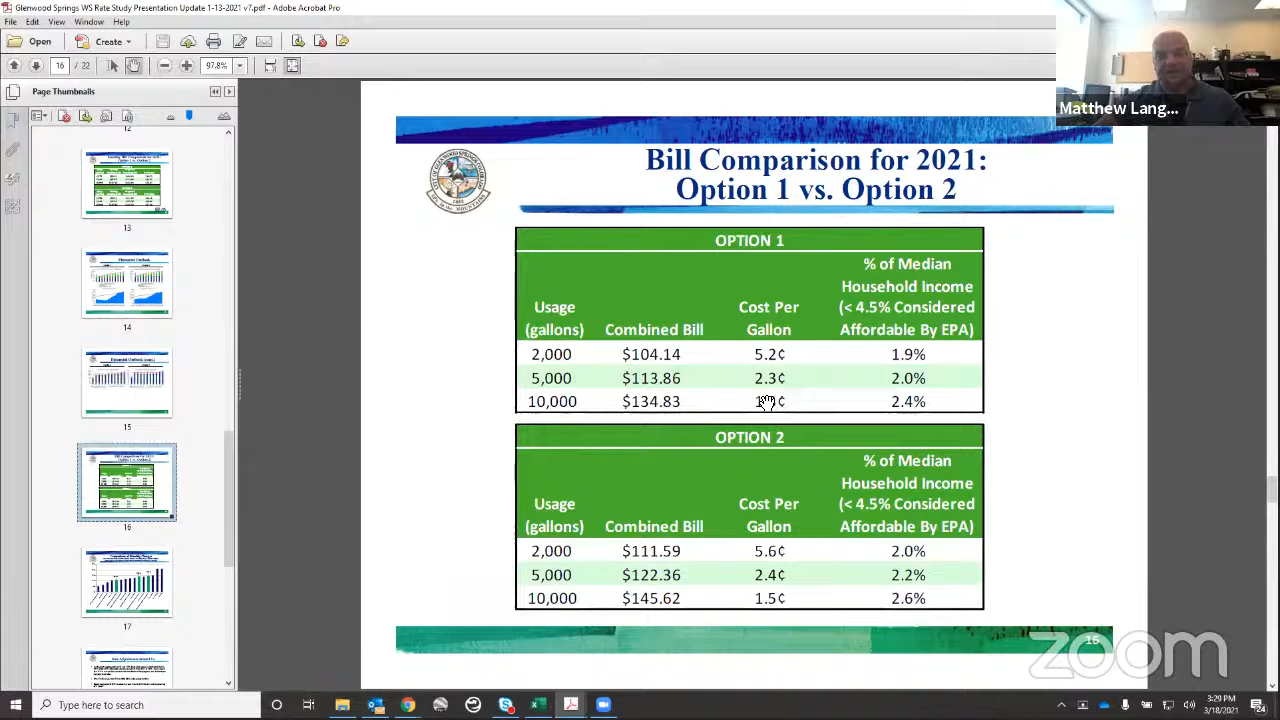 Glenwood Springs WS Rate Study Presentation Update 1-13-2021 v7.pdf - Adobe Acrobat Pro
File Edit View Window Help
Open Create
16 / 22 97.8%
Page Thumbnails
Matthew Lang...
12
13
14
15
16
17
Bill Comparison for 2021:
Option 1 vs. Option 2
OPTION 1
% of Median
Household Income
Usage Cost Per (< 4.5% Considered
(gallons) Combined Bill Gallon Affordable By EPA)
2,000 $104.14 5.2¢ 1.9%
5,000 $113.86 2.3¢ 2.0%
10,000 $134.83 2.4%
OPTION 2
% of Median
Household Income
Usage Cost Per (< 4.5% Considered
(gallons) Combined Bill Gallon Affordable By EPA)
2,000 $111.59 5.6¢ 2.0%
5,000 $122.36 2.4¢ 2.2%
10,000 $145.62 1.5¢ 2.6%
16
zoom
Type here to search
3:29 PM
3/18/2021
24